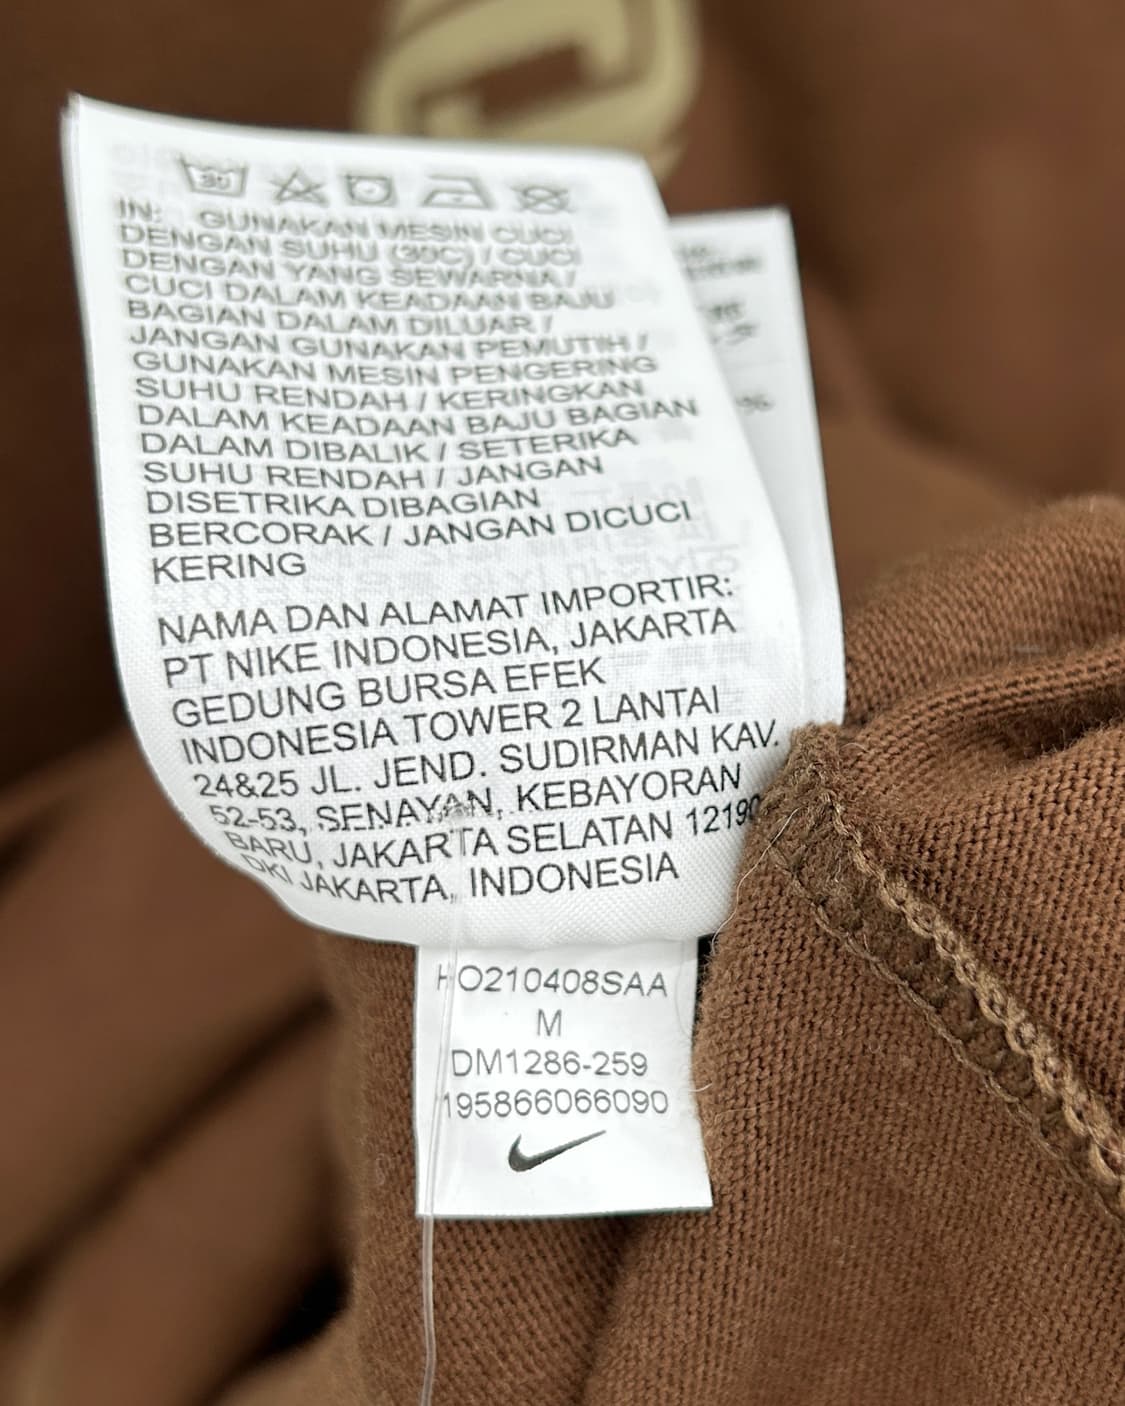 30
IN: GUNAKAN MESIN CUCI
DENGAN SUHU (30C) / CUCI
DENGAN YANG SEWARNA /
CUCI DALAM KEADAAN BAJU
BAGIAN DALAM DILUAR /
JANGAN GUNAKAN PEMUTIH /
GUNAKAN MESIN PENGERING
SUHU RENDAH / KERINGKAN
DALAM KEADAAN BAJU BAGIAN
DALAM DIBALIK / SETERIKA
SUHU RENDAH / JANGAN
DISETRIKA DIBAGIAN
BERCORAK / JANGAN DICUCI
KERING
NAMA DAN ALAMAT IMPORTIR:
PT NIKE INDONESIA, JAKARTA
GEDUNG BURSA EFEK
INDONESIA TOWER 2 LANTAI
24&25 JL. JEND. SUDIRMAN KAV.
52-53, SENAYAN, KEBAYORAN
BARU, JAKARTA SELATAN 12190
DKI JAKARTA, INDONESIA
HO210408SAA
M
DM1286-259
195866066090